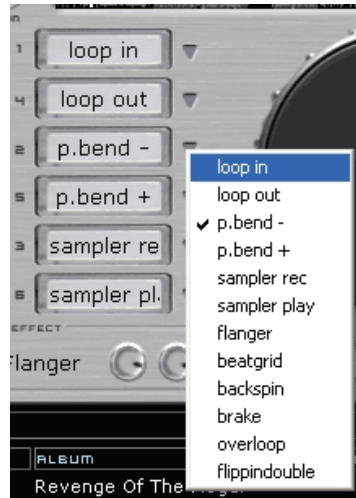 1 loop in
4 loop out
2 p.bend -
5 p.bend +
3 sampler re
6 sampler pl.
loop in
loop out
p.bend -
p.bend +
sampler rec
sampler play
flanger
beatgrid
backspin
brake
overloop
flippindouble
EFFECT
Flanger
ALBUM
Revenge Of The